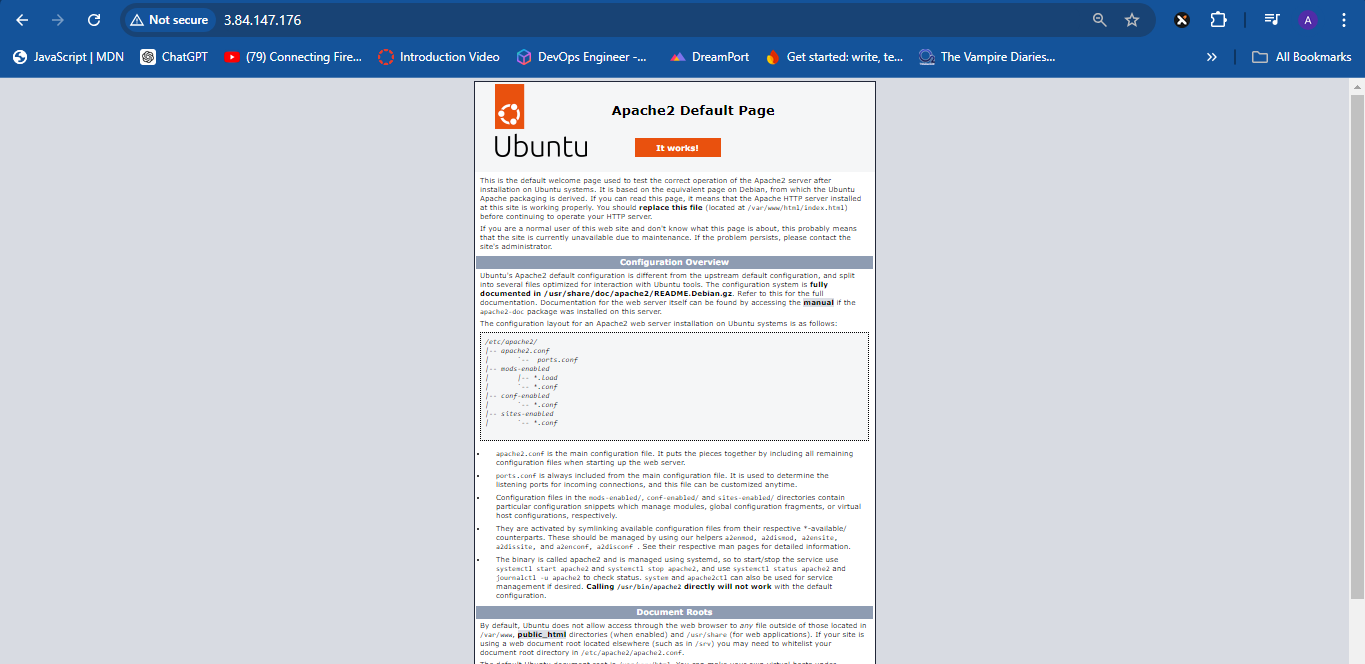 Not secure 3.84.147.176
A
JavaScript | MDN ChatGPT (79) Connecting Fire... Introduction Video DevOps Engineer -... DreamPort Get started: write, te... The Vampire Diaries... » All Bookmarks
Apache2 Default Page
Ubuntu
It works!
This is the default welcome page used to test the correct operation of the Apache2 server after
installation on Ubuntu systems. It is based on the equivalent page on Debian, from which the Ubuntu
Apache packaging is derived. If you can read this page, it means that the Apache HTTP server installed
at this site is working properly. You should replace this file (located at /var/www/html/index.html)
before continuing to operate your HTTP server.
If you are a normal user of this web site and don't know what this page is about, this probably means
that the site is currently unavailable due to maintenance. If the problem persists, please contact the
site's administrator.
Configuration Overview
Ubuntu's Apache2 default configuration is different from the upstream default configuration, and split
into several files optimized for interaction with Ubuntu tools. The configuration system is fully
documented in /usr/share/doc/apache2/README.Debian.gz. Refer to this for the full
documentation. Documentation for the web server itself can be found by accessing the manual if the
apache2-doc package was installed on this server.
The configuration layout for an Apache2 web server installation on Ubuntu systems is as follows:
/etc/apache2/
|-- apache2.conf
|       `--  ports.conf
|-- mods-enabled
|       |-- *.load
|       `-- *.conf
|-- conf-enabled
|       `-- *.conf
|-- sites-enabled
|       `-- *.conf
apache2.conf is the main configuration file. It puts the pieces together by including all remaining
configuration files when starting up the web server.
ports.conf is always included from the main configuration file. It is used to determine the
listening ports for incoming connections, and this file can be customized anytime.
Configuration files in the mods-enabled/, conf-enabled/ and sites-enabled/ directories contain
particular configuration snippets which manage modules, global configuration fragments, or virtual
host configurations, respectively.
They are activated by symlinking available configuration files from their respective *-available/
counterparts. These should be managed by using our helpers a2enmod, a2dismod, a2ensite,
a2dissite, and a2enconf, a2disconf . See their respective man pages for detailed information.
The binary is called apache2 and is managed using systemd, so to start/stop the service use
systemctl start apache2 and systemctl stop apache2, and use systemctl status apache2 and
journalctl -u apache2 to check status. system and apache2ctl can also be used for service
management if desired. Calling /usr/bin/apache2 directly will not work with the default
configuration.
Document Roots
By default, Ubuntu does not allow access through the web browser to any file outside of those located in
/var/www, public_html directories (when enabled) and /usr/share (for web applications). If your site is
using a web document root located elsewhere (such as in /srv) you may need to whitelist your
document root directory in /etc/apache2/apache2.conf.